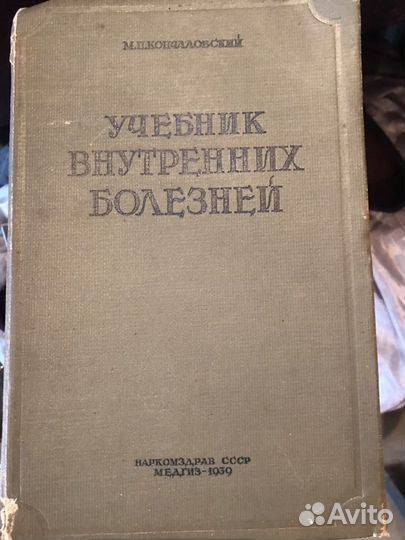 М.П.КОНЧАЛОВСКИЙ
УЧЕБНИК
ВНУТРЕННИХ
БОЛЕЗНЕЙ
НАРКОМЗДРАВ СССР
МЕДГИЗ-1939
Avito